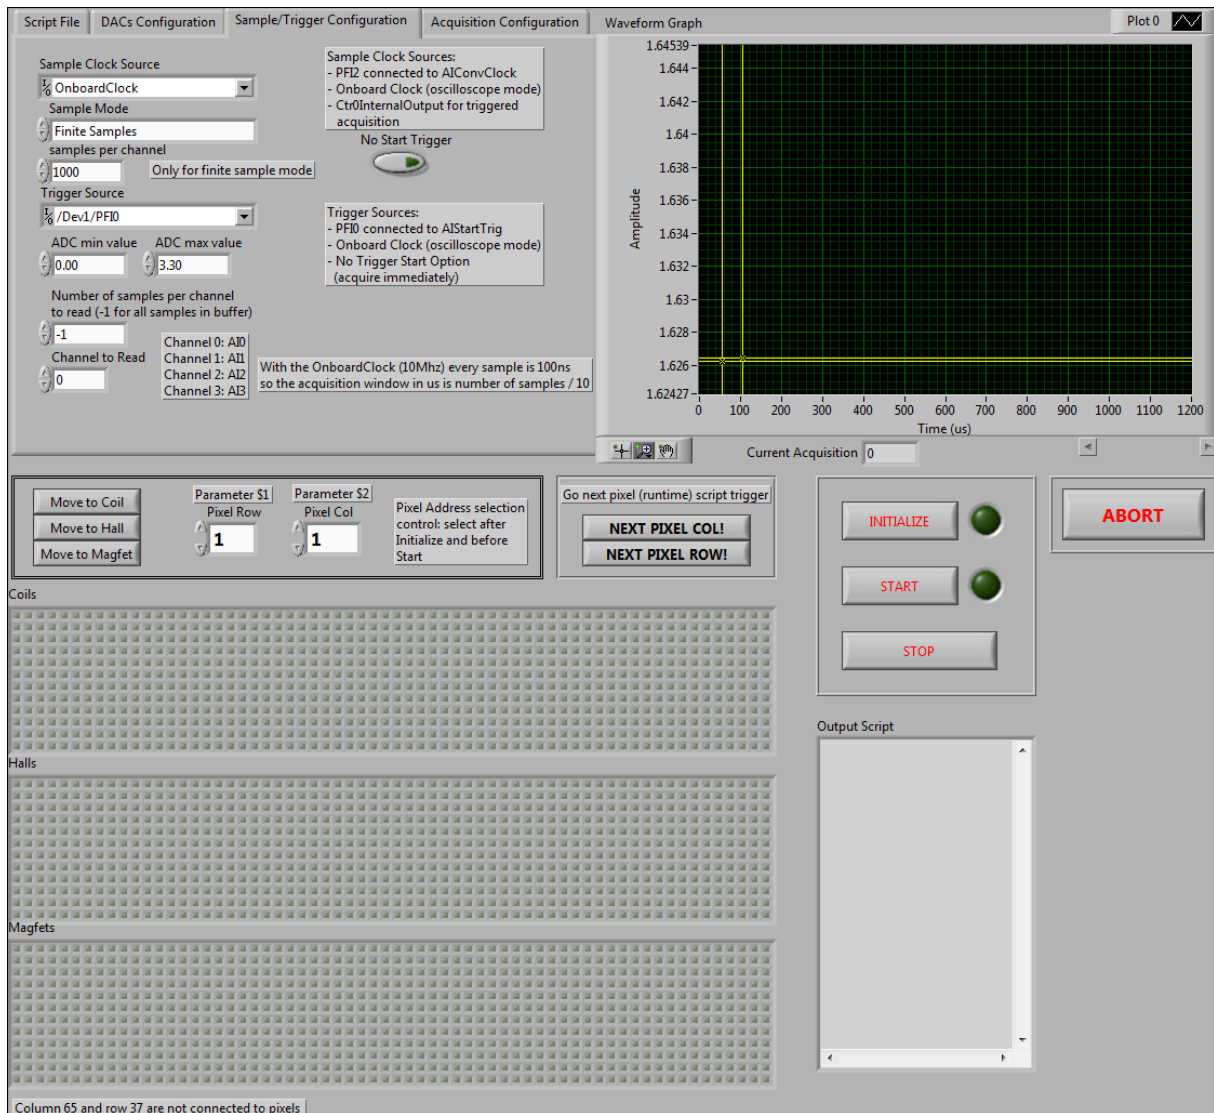 Script File
DACs Configuration
Sample/Trigger Configuration
Acquisition Configuration
Sample Clock Source
OnboardClock
Sample Mode
Finite Samples
samples per channel
1000
Only for finite sample mode
Trigger Source
/Dev1/PFI0
ADC min value
ADC max value
0.00
3.30
Number of samples per channel
to read (-1 for all samples in buffer)
-1
Channel to Read
0
Channel 0: AI0
Channel 1: AI1
Channel 2: AI2
Channel 3: AI3
Sample Clock Sources:
- PFI2 connected to AIConvClock
- Onboard Clock (oscilloscope mode)
- Ctr0InternalOutput for triggered
acquisition
No Start Trigger
Trigger Sources:
- PFI0 connected to AIStartTrig
- Onboard Clock (oscilloscope mode)
- No Trigger Start Option
(acquire immediately)
With the OnboardClock (10Mhz) every sample is 100ns
so the acquisition window in us is number of samples / 10
Waveform Graph
Plot 0
Amplitude
1.64539
1.644
1.642
1.64
1.638
1.636
1.634
1.632
1.63
1.628
1.626
1.62427
0 100 200 300 400 500 600 700 800 900 1000 1100 1200
Time (us)
Current Acquisition
0
Move to Coil
Move to Hall
Move to Magfet
Parameter $1
Pixel Row
1
Parameter $2
Pixel Col
1
Pixel Address selection
control: select after
Initialize and before
Start
Go next pixel (runtime) script trigger
NEXT PIXEL COL!
NEXT PIXEL ROW!
INITIALIZE
START
STOP
ABORT
Coils
Halls
Magfets
Output Script
Column 65 and row 37 are not connected to pixels